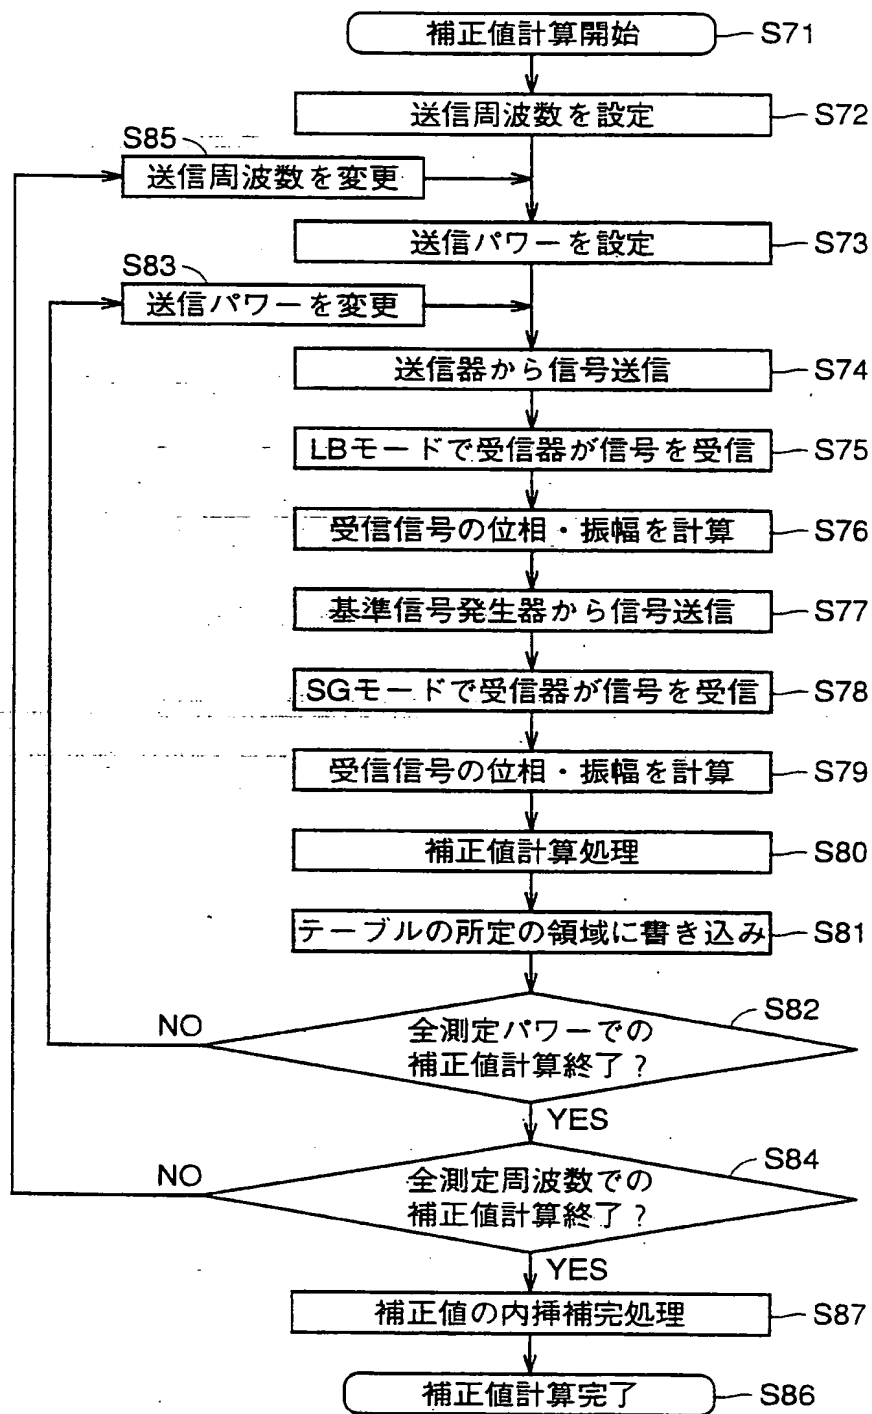 補正値計算開始 S71
送信周波数を設定 S72
S85
送信周波数を変更
送信パワーを設定 S73
S83
送信パワーを変更
送信器から信号送信 S74
LBモードで受信器が信号を受信 S75
受信信号の位相・振幅を計算 S76
基準信号発生器から信号送信 S77
SGモードで受信器が信号を受信 S78
受信信号の位相・振幅を計算 S79
補正値計算処理 S80
テーブルの所定の領域に書き込み S81
S82
NO
全測定パワーでの
補正値計算終了?
YES
S84
NO
全測定周波数での
補正値計算終了?
YES
補正値の内挿補完処理 S87
補正値計算完了 S86